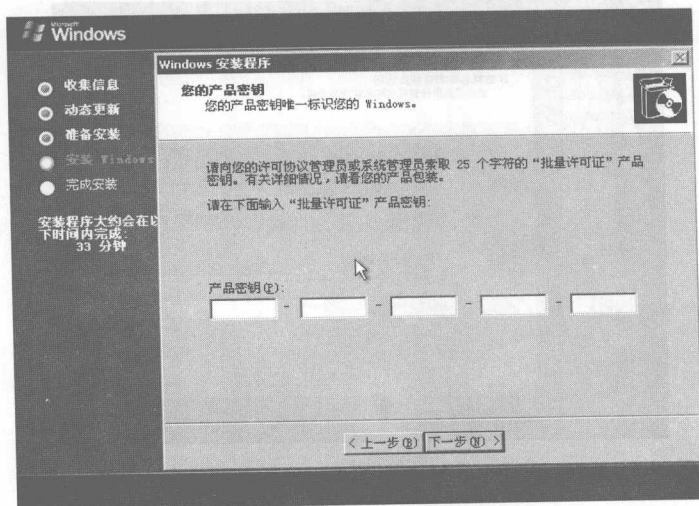 Microsoft
Windows
收集信息
动态更新
准备安装
安装 Windows
完成安装
安装程序大约会在以
下时间内完成:
33 分钟
Windows 安装程序
您的产品密钥
您的产品密钥唯一标识您的 Windows。
请向您的许可协议管理员或系统管理员索取 25 个字符的“批量许可证”产品
密钥。有关详细情况，请看您的产品包装。
请在下面输入“批量许可证”产品密钥:
产品密钥(P):
- - - -
< 上一步(B) 下一步(N) >